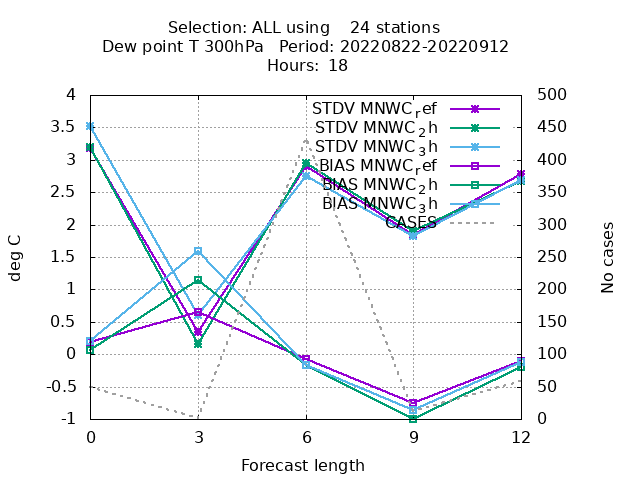 Selection: ALL using    24 stations
Dew point T 300hPa   Period: 20220822-20220912
Hours:  18
4
3.5
3
2.5
2
1.5
1
0.5
0
-0.5
-1
500
450
400
350
300
250
200
150
100
50
0
STDV MNWC_ref
STDV MNWC_2h
STDV MNWC_3h
BIAS MNWC_ref
BIAS MNWC_2h
BIAS MNWC_3h
CASES
deg C
No cases
0
3
6
9
12
Forecast length